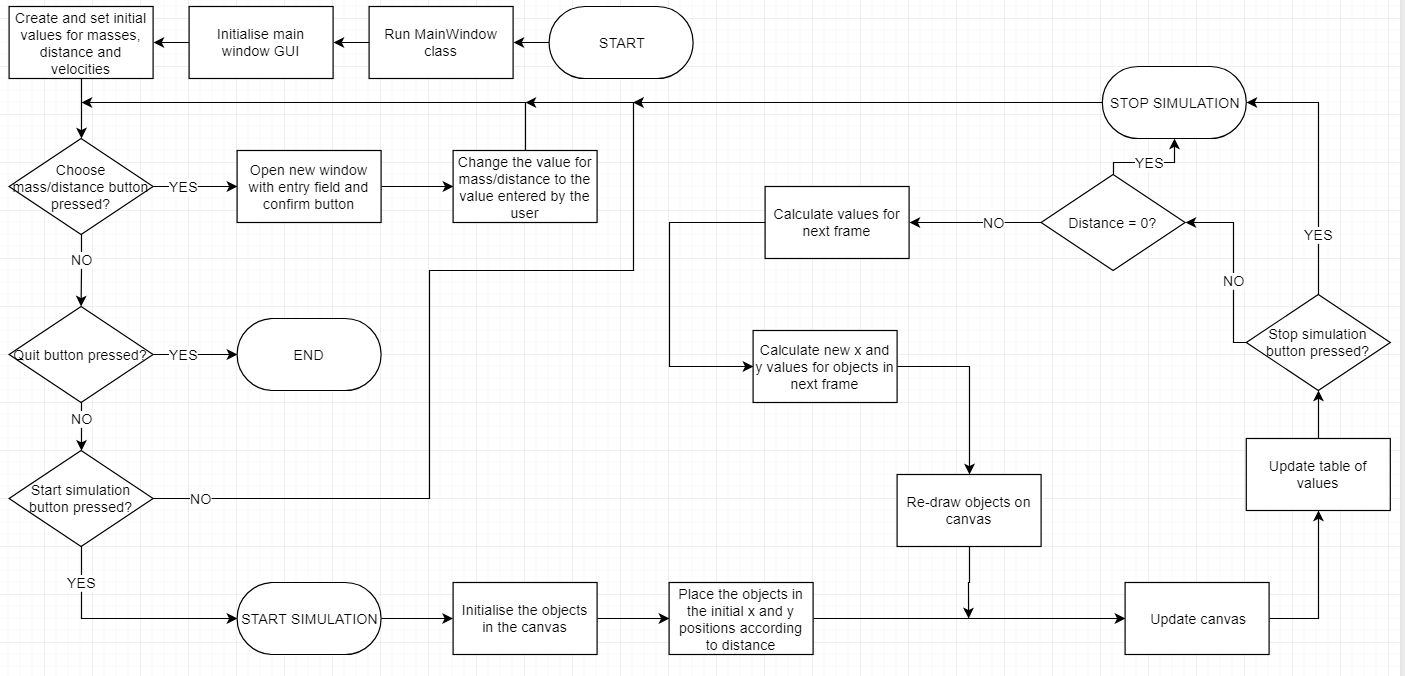 Create and set initial
values for masses,
distance and
velocities
Initialise main
window GUI
Run MainWindow
class
START
STOP SIMULATION
Choose
mass/distance button
pressed?
YES
Open new window
with entry field and
confirm button
Change the value for
mass/distance to the
value entered by the
user
YES
Calculate values for
next frame
NO
Distance = 0?
YES
NO
NO
Quit button pressed?
YES
END
Calculate new x and
y values for objects in
next frame
Stop simulation
button pressed?
NO
Start simulation
button pressed?
NO
Re-draw objects on
canvas
Update table of
values
YES
START SIMULATION
Initialise the objects
in the canvas
Place the objects in
the initial x and y
positions according
to distance
Update canvas